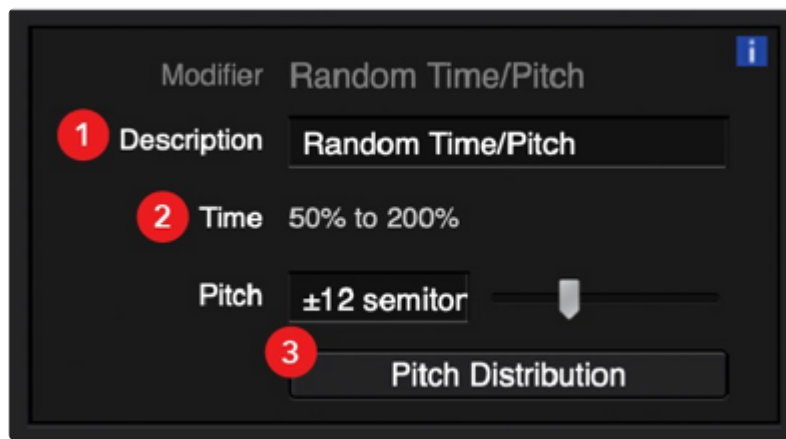 i
Modifier Random Time/Pitch
1 Description Random Time/Pitch
2 Time 50% to 200%
Pitch ±12 semitor
3 Pitch Distribution